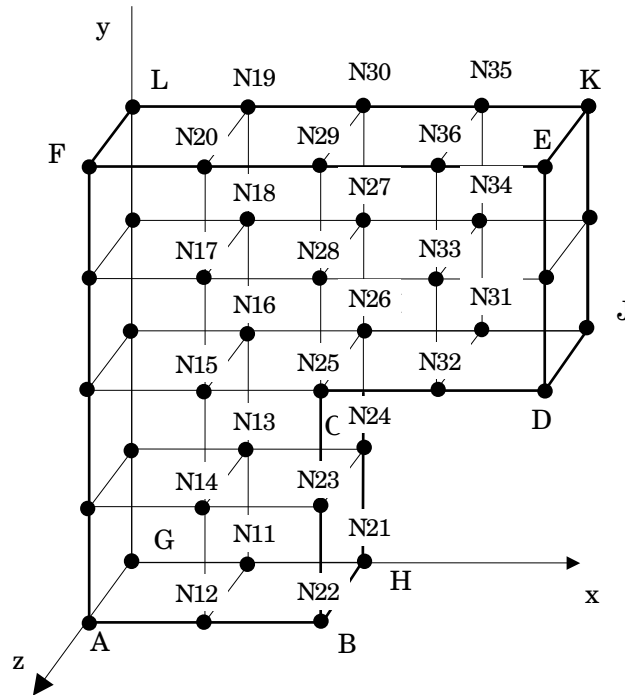 y
L N19 N30 N35 K
F N20 N29 N36 E
N18 N27 N34
N17 N28 N33
N16 N26 N31 J
N15 N25 N32
C N24 D
N13
N14 N23
G N11 N21
N12 N22 H x
A B
z